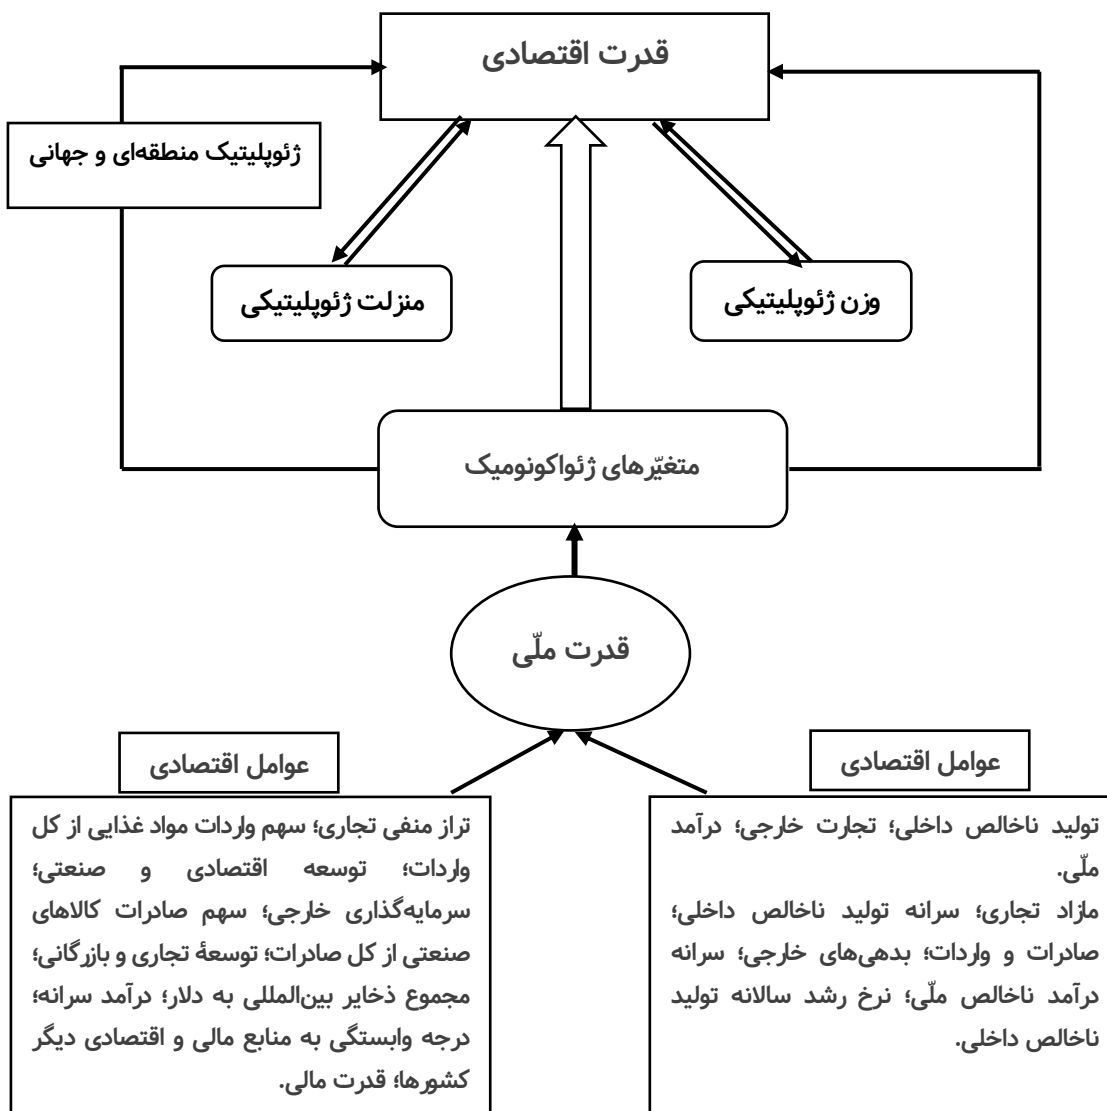 قدرت اقتصادی
ژئوپلیتیک منطقه‌ای و جهانی
وزن ژئوپلیتیکی
منزلت ژئوپلیتیکی
متغیّرهای ژئواکونومیک
قدرت ملّی
عوامل اقتصادی
تولید ناخالص داخلی؛ تجارت خارجی؛ درآمد
ملّی.
مازاد تجاری؛ سرانه تولید ناخالص داخلی؛
صادرات و واردات؛ بدهی‌های خارجی؛ سرانه
درآمد ناخالص ملّی؛ نرخ رشد سالانه تولید
ناخالص داخلی.
عوامل اقتصادی
تراز منفی تجاری؛ سهم واردات مواد غذایی از کل
واردات؛ توسعه اقتصادی و صنعتی؛
سرمایه‌گذاری خارجی؛ سهم صادرات کالاهای
صنعتی از کل صادرات؛ توسعهٔ تجاری و بازرگانی؛
مجموع ذخایر بین‌المللی به دلار؛ درآمد سرانه؛
درجه وابستگی به منابع مالی و اقتصادی دیگر
کشورها؛ قدرت مالی.